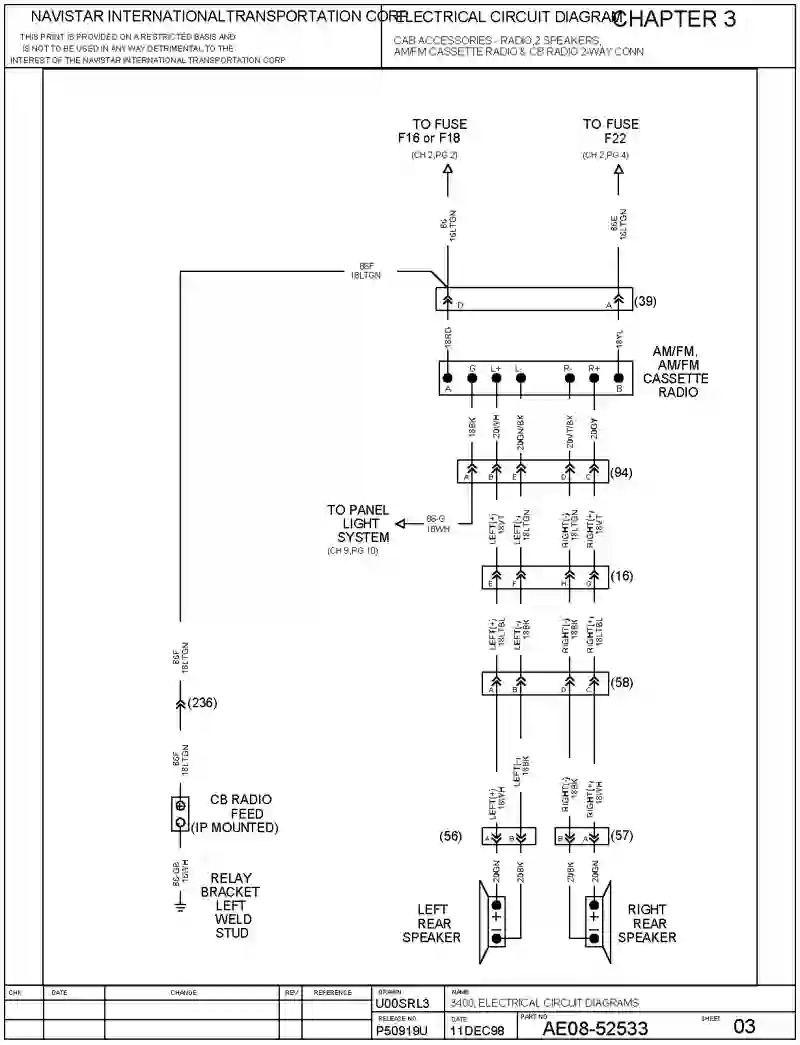 NAVISTAR INTERNATIONALTRANSPORTATION CORP
THIS PRINT IS PROVIDED ON A RESTRICTED BASIS AND
IS NOT TO BE USED IN ANY WAY DETRIMENTAL TO THE
INTEREST OF THE NAVISTAR INTERNATIONAL TRANSPORTATION CORP
ELECTRICAL CIRCUIT DIAGRAM
CHAPTER 3
CAB ACCESSORIES - RADIO,2 SPEAKERS,
AM/FM CASSETTE RADIO & CB RADIO 2-WAY CONN
TO FUSE
F16 or F18
(CH 2,PG 2)
TO FUSE
F22
(CH 2,PG 4)
86
16LTGN
86E
16LTGN
86F
18LTGN
D
A
(39)
18RD
18YL
AM/FM,
AM/FM
CASSETTE
RADIO
G L+ L- R- R+
A B
18BK
20WH
20GN/BK
20VT/BK
20GY
A B E D C
(94)
TO PANEL
LIGHT
SYSTEM
(CH 9,PG 10)
86-G
16WH
LEFT(+)
18VT
LEFT(-)
18LTGN
RIGHT(-)
18LTGN
RIGHT(+)
18VT
E F H G
(16)
LEFT(+)
18LTBL
LEFT(-)
18BK
RIGHT(-)
18BK
RIGHT(+)
18LTBL
86F
18LTGN
A B D C
(58)
(236)
86F
18LTGN
LEFT(+)
18WH
LEFT(-)
18BK
RIGHT(-)
18BK
RIGHT(+)
18WH
CB RADIO
FEED
(IP MOUNTED)
(56)
A B
B A
(57)
86-GB
16WH
20GN
20BK
20BK
20GN
RELAY
BRACKET
LEFT
WELD
STUD
LEFT
REAR
SPEAKER
+
−
+
−
RIGHT
REAR
SPEAKER
CHK DATE CHANGE REV REFERENCE
DRAWN
U00SRL3
NAME
3400, ELECTRICAL CIRCUIT DIAGRAMS
RELEASE NO.
P50919U
DATE
11DEC98
PART NO
AE08-52533
SHEET
03